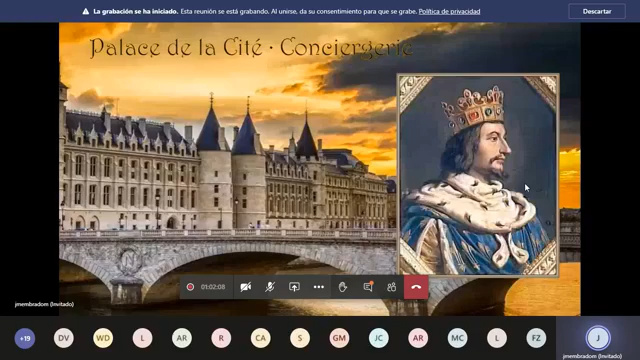 La grabación se ha iniciado. Esta reunión se está grabando. Al unirse, da su consentimiento para que se grabe. Política de privacidad
Descartar
Palace de la Cité · Conciergerie
01:02:08
jmembradom (Invitado)
+19
DV
WD
L
AR
R
CA
S
GM
JC
AR
MC
L
FZ
J
jmembradom (Invitado)